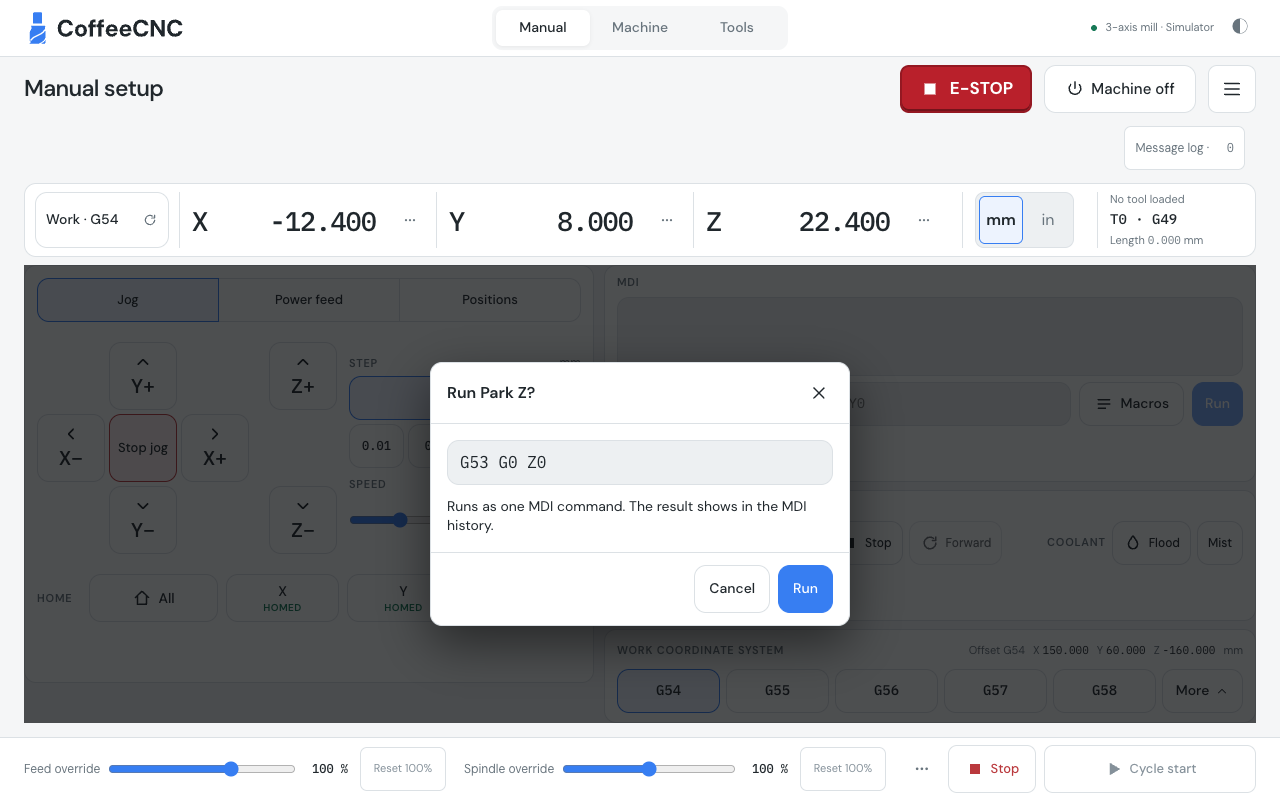 CoffeeCNC
Manual
Machine
Tools
3-axis mill · Simulator
Manual setup
E-STOP
Machine off
Message log · 0
Work · G54
X -12.400 ···
Y 8.000 ···
Z 22.400 ···
mm
in
No tool loaded
T0 · G49
Length 0.000 mm
Jog
Power feed
Positions
MDI
Y+
Z+
STEP
X−
Stop jog
X+
0.01
Y0
Macros
Run
Y−
Z−
SPEED
Run Park Z?
G53 G0 Z0
Runs as one MDI command. The result shows in the MDI
history.
Cancel
Run
Stop
Forward
COOLANT
Flood
Mist
HOME
All
X
HOMED
Y
HOMED
WORK COORDINATE SYSTEM
Offset G54 X 150.000 Y 60.000 Z -160.000 mm
G54
G55
G56
G57
G58
More
Feed override
100 %
Reset 100%
Spindle override
100 %
Reset 100%
···
Stop
Cycle start